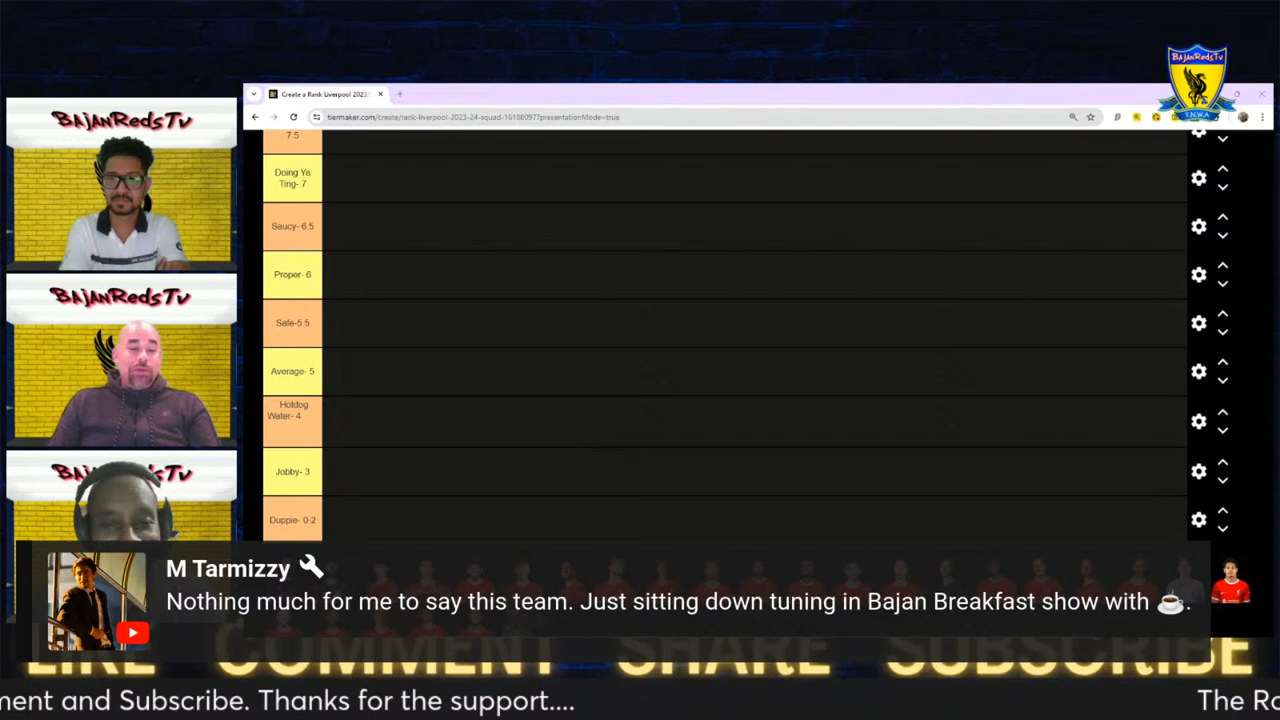 BAJANREDSTV
Y.N.W.A
Create a Rank Liverpool 2023/
tiermaker.com/create/rank-liverpool-2023-24-squad-16180097?presentationMode=true
BAJANREDSTV
7.5
Doing Ya
Ting- 7
Saucy- 6.5
Proper- 6
BAJANREDSTV
Safe-5.5
Average- 5
Hotdog
Water- 4
Jobby- 3
Duppie- 0-2
M Tarmizzy
Nothing much for me to say this team. Just sitting down tuning in Bajan Breakfast show with ☕.
LIKE COMMENT SHARE SUBSCRIBE
ment and Subscribe. Thanks for the support.... The